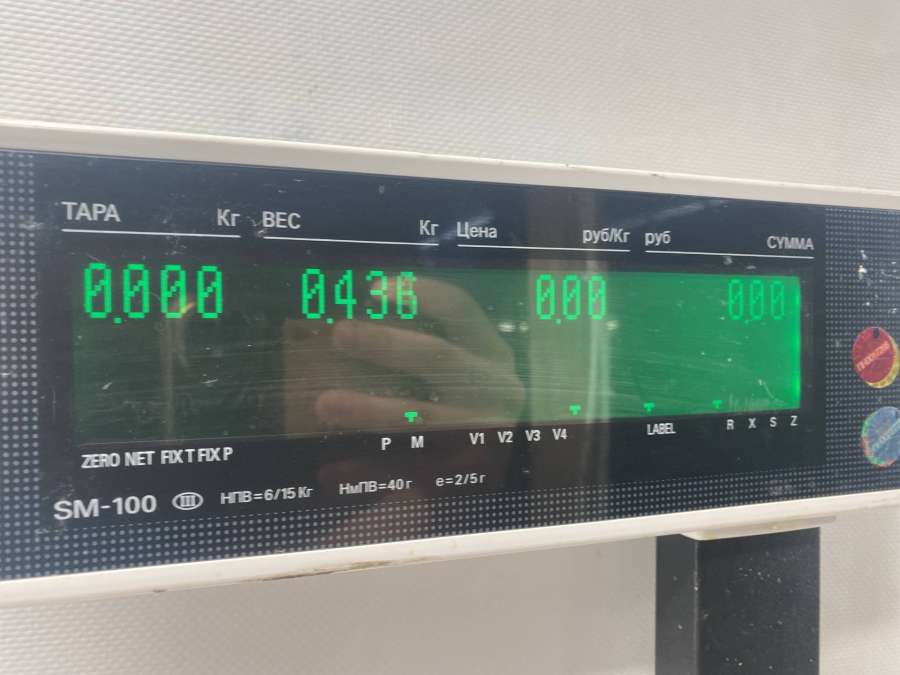 ТАРА Кг ВЕС Кг Цена руб/Кг руб СУММА
0.000 0.436 0.00 0.00
ZERO NET FIX T FIX P P M V1 V2 V3 V4 LABEL R X S Z
SM-100 III НПВ=6/15 Кг НмПВ=40 г e=2/5 г